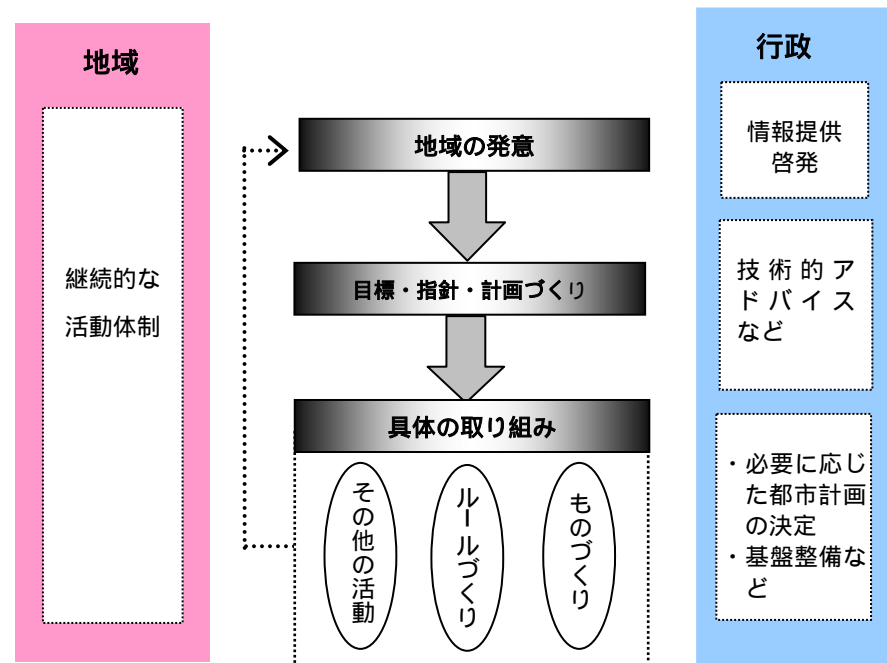 地域
継続的な
活動体制
地域の発意
目標・指針・計画づくり
具体の取り組み
その他の活動
ルールづくり
ものづくり
行政
情報提供
啓発
技術的ア
ドバイス
など
・必要に応じ
た都市計画
の決定
・基盤整備な
ど